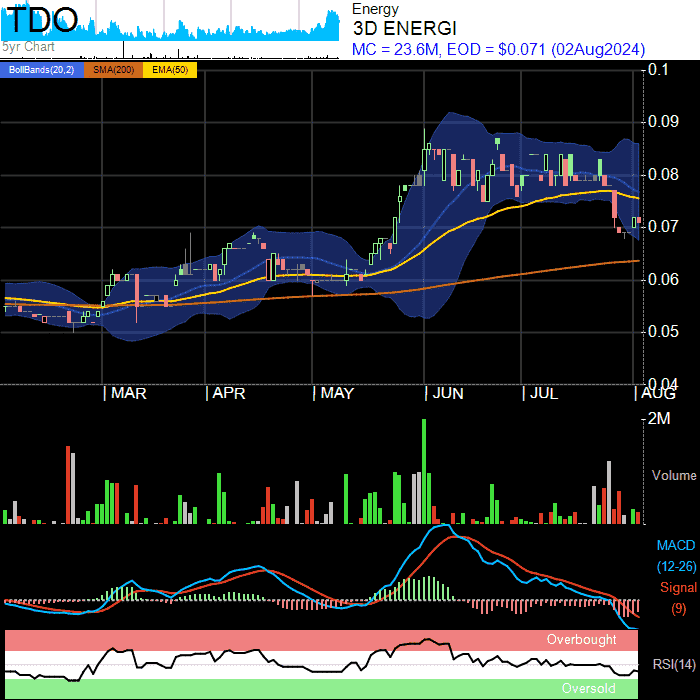 TDO
5yr Chart
Energy
3D ENERGI
MC = 23.6M, EOD = $0.071 (02Aug2024)
BollBands(20,2) SMA(200) EMA(50)
0.1
0.09
0.08
0.07
0.06
0.05
0.04
MAR APR MAY JUN JUL AUG
2M
Volume
MACD
(12-26)
Signal
(9)
Overbought
RSI(14)
Oversold